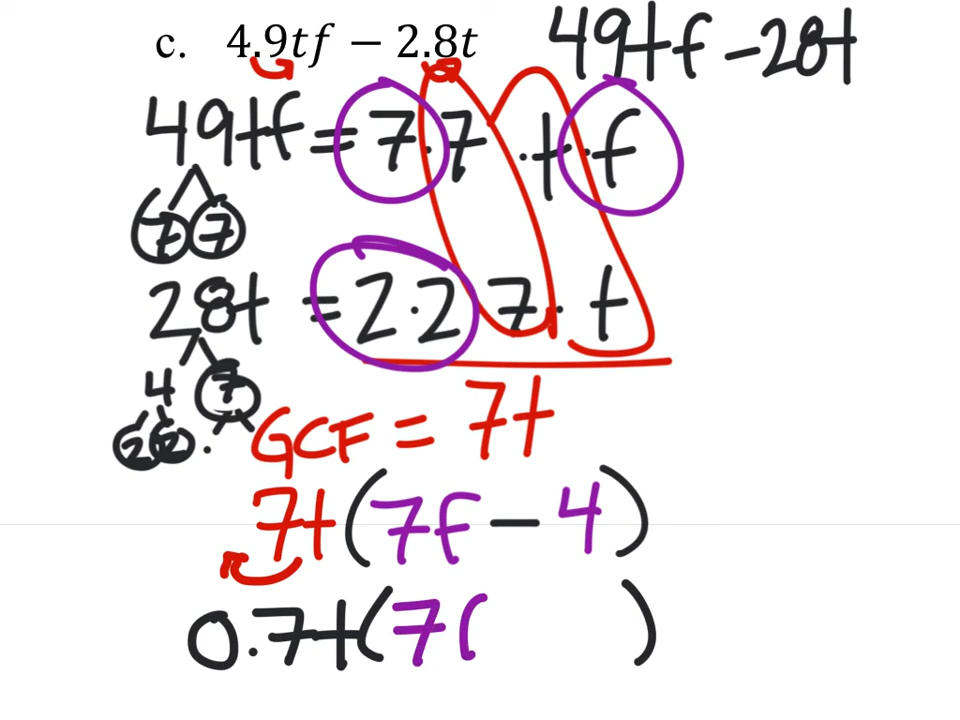 c. 4.9tf − 2.8t
49tf − 28t
49tf = 7·7·t·f
7 7
28t = 2·2 7·t
4 7
2 2 ·
GCF = 7t
7t(7f − 4)
0.7t(7( )